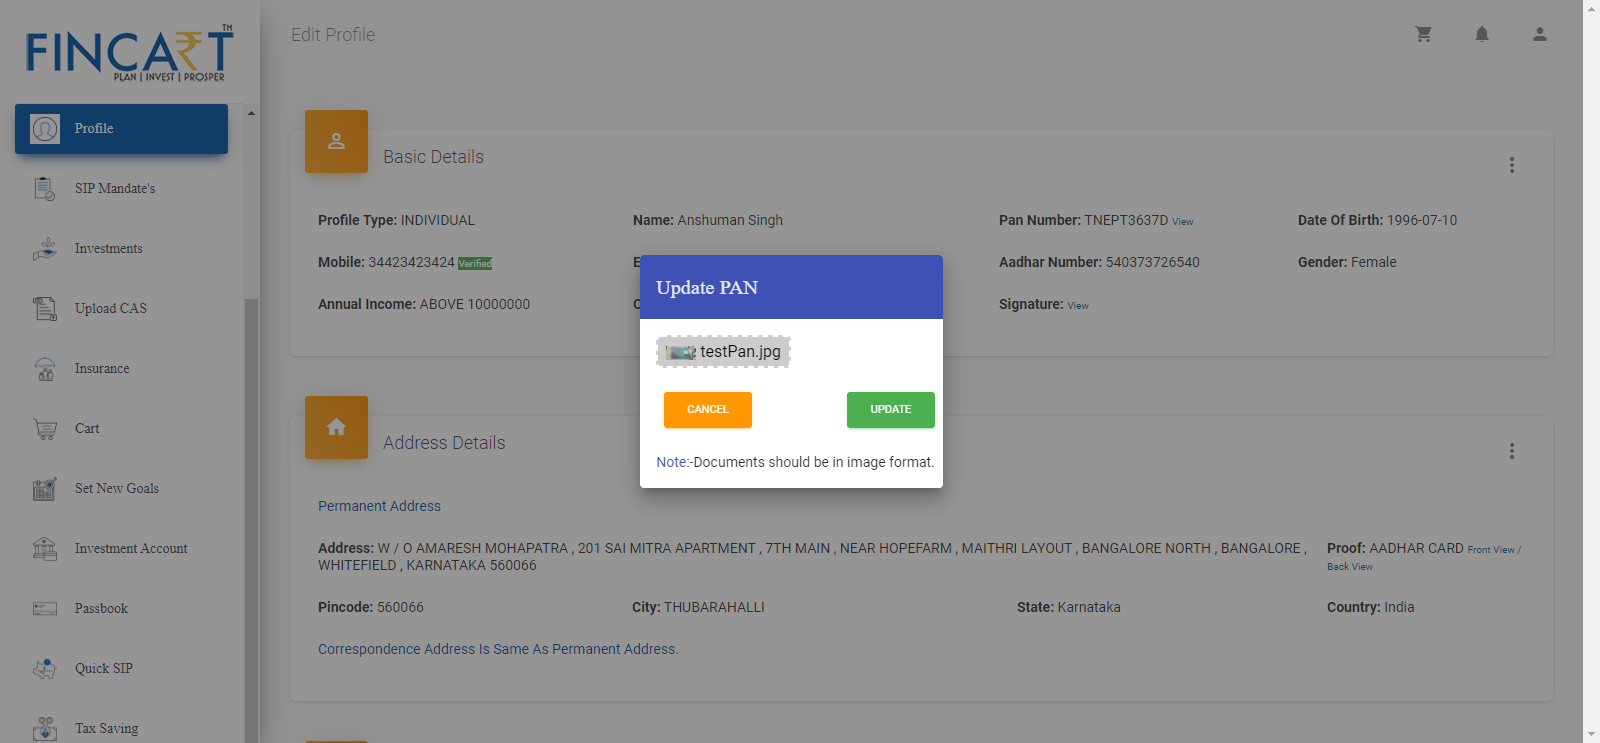 FINCART TM
PLAN | INVEST | PROSPER
Edit Profile
Profile
SIP Mandate's
Investments
Upload CAS
Insurance
Cart
Set New Goals
Investment Account
Passbook
Quick SIP
Tax Saving
Basic Details
Profile Type: INDIVIDUAL
Name: Anshuman Singh
Pan Number: TNEPT3637D View
Date Of Birth: 1996-07-10
Mobile: 34423423424 Verified
Aadhar Number: 540373726540
Gender: Female
Annual Income: ABOVE 10000000
Signature: View
Update PAN
testPan.jpg
CANCEL
UPDATE
Note:-Documents should be in image format.
Address Details
Permanent Address
Address: W / O AMARESH MOHAPATRA , 201 SAI MITRA APARTMENT , 7TH MAIN , NEAR HOPEFARM , MAITHRI LAYOUT , BANGALORE NORTH , BANGALORE ,
WHITEFIELD , KARNATAKA 560066
Proof: AADHAR CARD Front View /
Back View
Pincode: 560066
City: THUBARAHALLI
State: Karnataka
Country: India
Correspondence Address Is Same As Permanent Address.